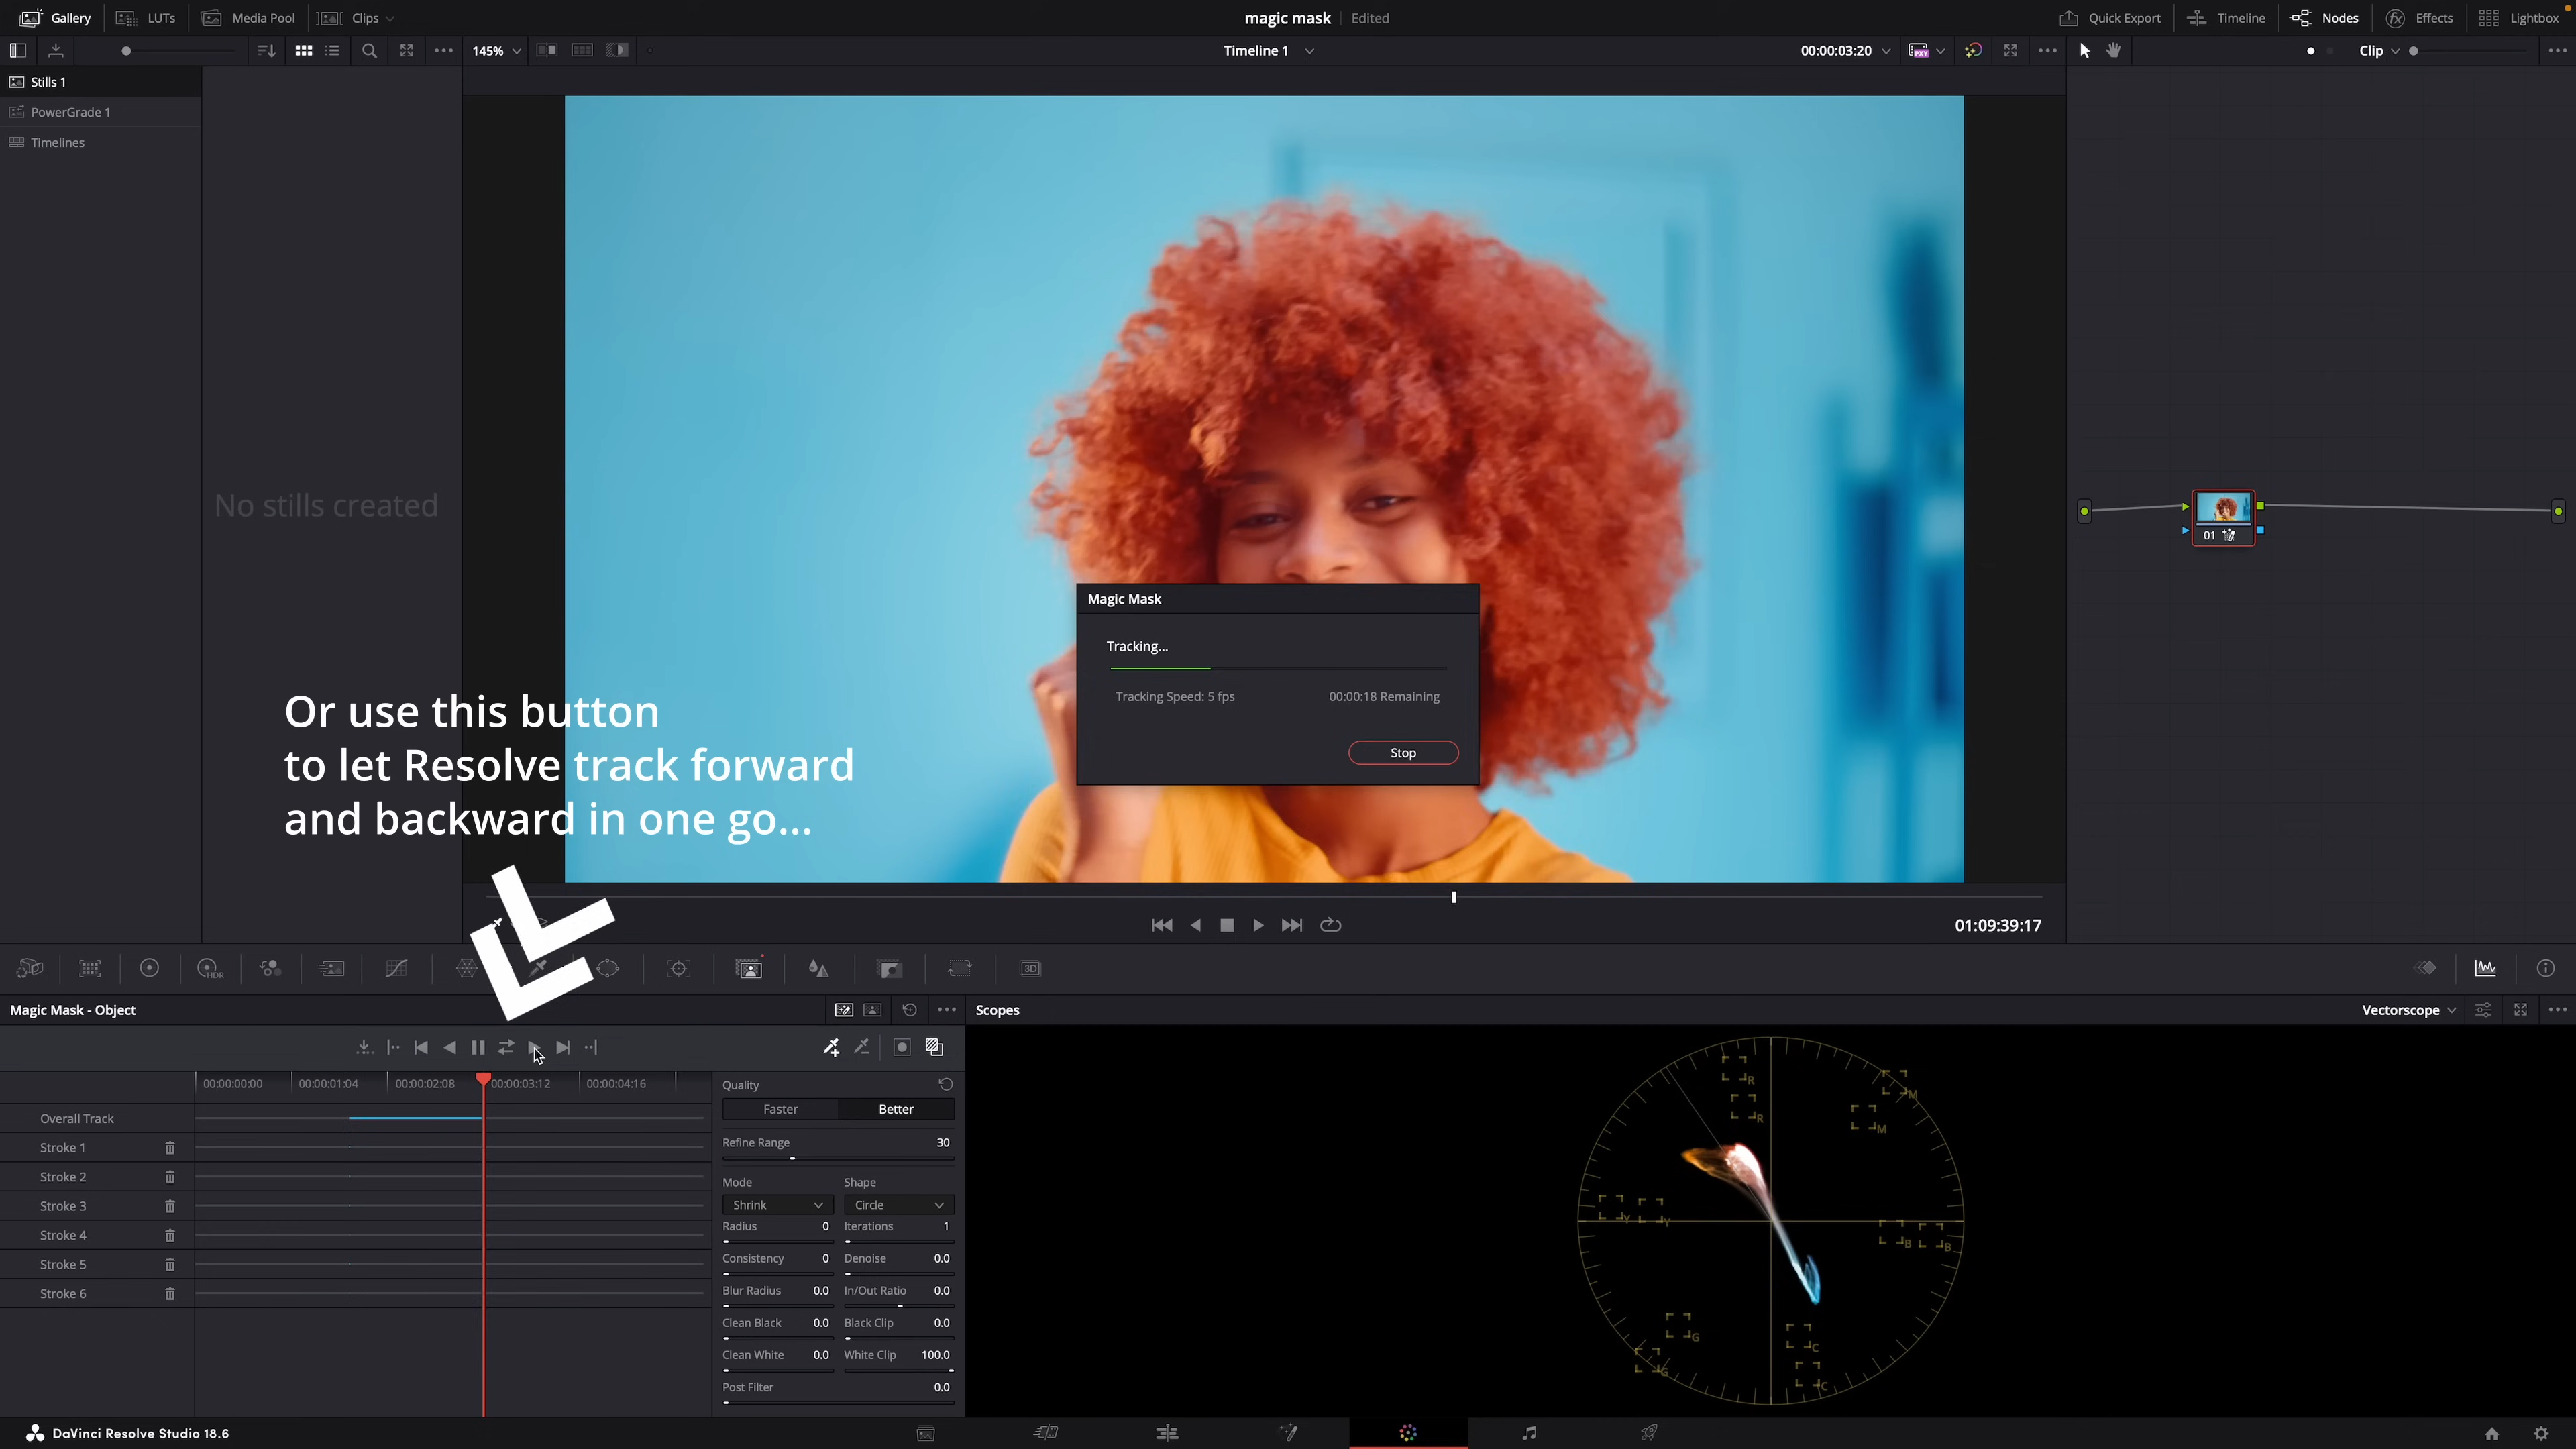 Gallery LUTs Media Pool Clips magic mask Edited Quick Export Timeline Nodes Effects Lightbox
145% Timeline 1 00:00:03:20 PXY Clip
Stills 1
PowerGrade 1
Timelines
No stills created
01
Magic Mask
Tracking...
Tracking Speed: 5 fps 00:00:18 Remaining
Stop
Or use this button
to let Resolve track forward
and backward in one go...
01:09:39:17
HDR 3D
Magic Mask - Object Scopes Vectorscope
00:00:00:00 00:00:01:04 00:00:02:08 00:00:03:12 00:00:04:16
Overall Track
Stroke 1
Stroke 2
Stroke 3
Stroke 4
Stroke 5
Stroke 6
Quality
Faster Better
Refine Range 30
Mode Shape
Shrink Circle
Radius 0 Iterations 1
Consistency 0 Denoise 0.0
Blur Radius 0.0 In/Out Ratio 0.0
Clean Black 0.0 Black Clip 0.0
Clean White 0.0 White Clip 100.0
Post Filter 0.0
R M
R M
Y Y B B
G C
G C
DaVinci Resolve Studio 18.6